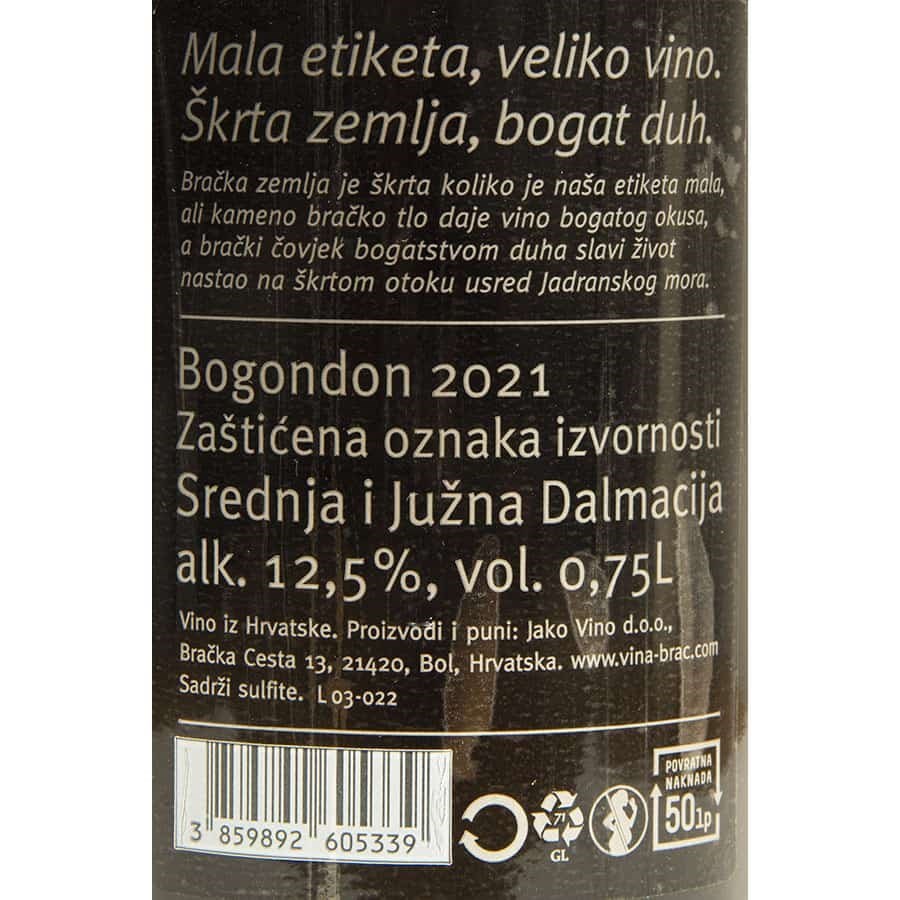 Mala etiketa, veliko vino.
Škrta zemlja, bogat duh.
Bračka zemlja je škrta koliko je naša etiketa mala,
ali kameno bračko tlo daje vino bogatog okusa,
a brački čovjek bogatstvom duha slavi život
nastao na škrtom otoku usred Jadranskog mora.
Bogondon 2021
Zaštićena oznaka izvornosti
Srednja i Južna Dalmacija
alk. 12,5%, vol. 0,75L
Vino iz Hrvatske. Proizvodi i puni: Jako Vino d.o.o.,
Bračka Cesta 13, 21420, Bol, Hrvatska. www.vina-brac.com
Sadrži sulfite. L 03-022
3 859892 605339
71
GL
POVRATNA
NAKNADA
50lp